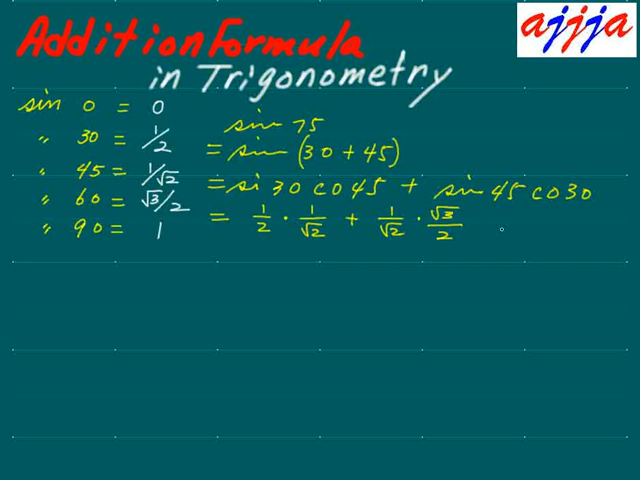 Addition Formula
in Trigonometry
ajjja
sin 0 = 0
" 30 = 1/2
" 45 = 1/√2
" 60 = √3/2
" 90 = 1
sin 75
= sin (30 + 45)
= si 30 co 45 + sin 45 co 30
= 1/2 · 1/√2 + 1/√2 · √3/2